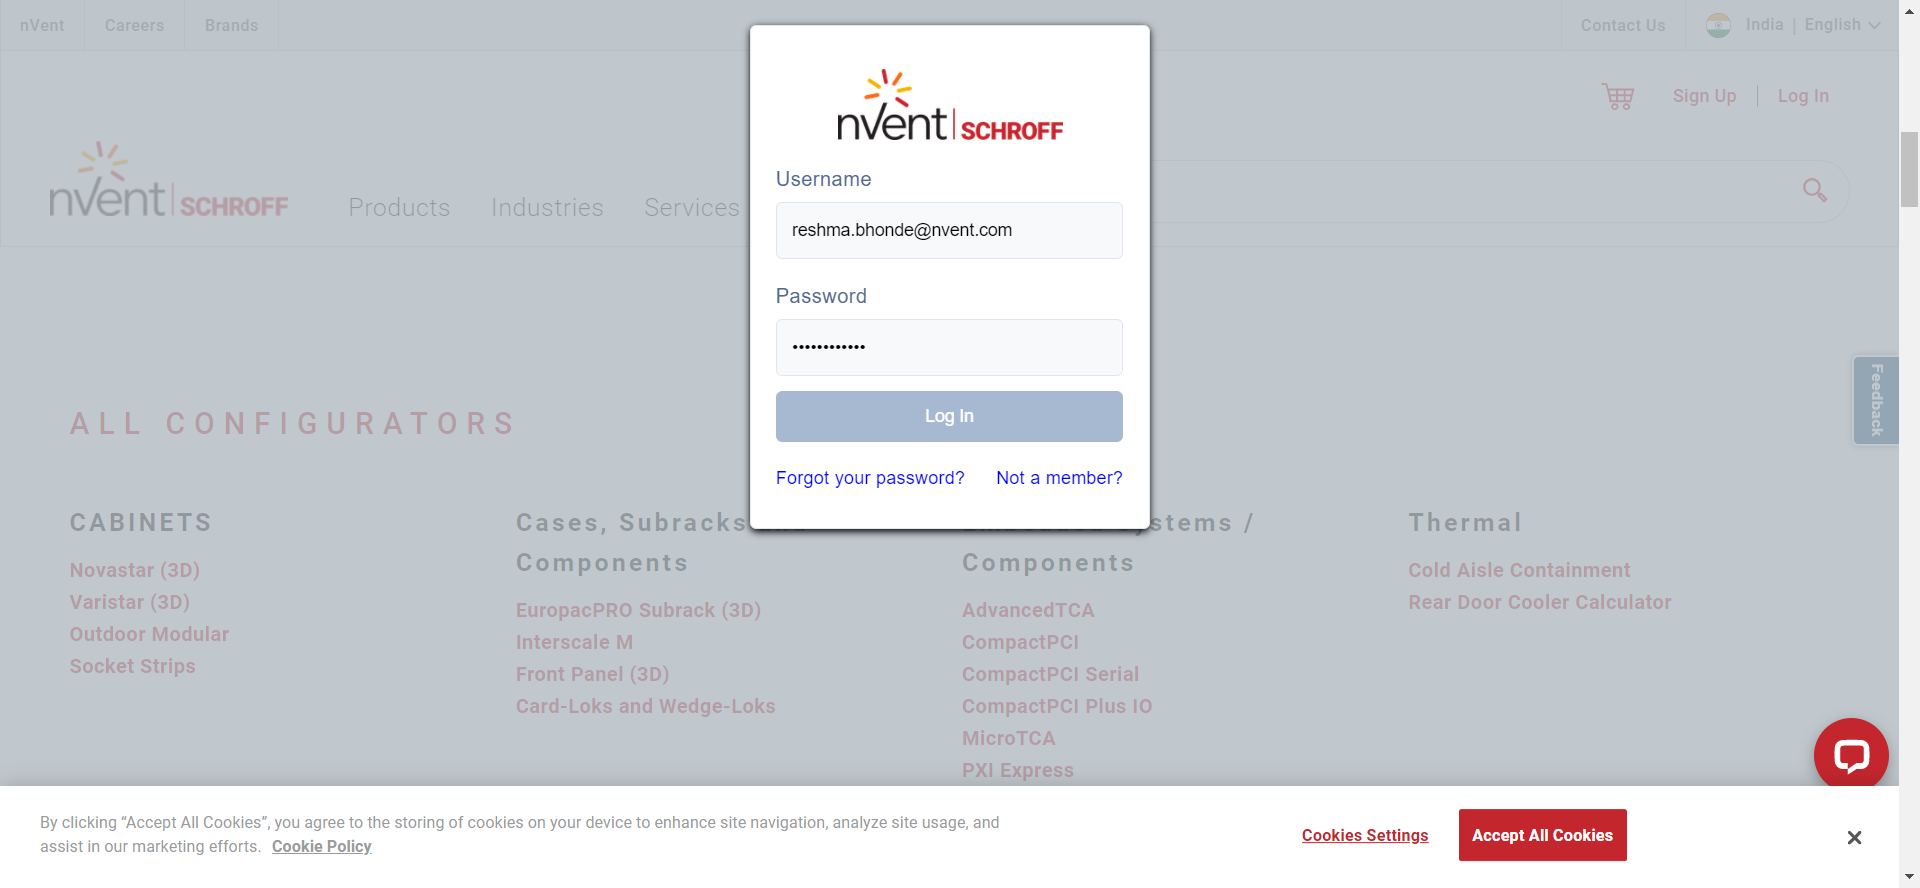 nVent Careers Brands Contact Us India | English
Sign Up Log In
nVent SCHROFF
Products Industries Services
nVent SCHROFF
Username
reshma.bhonde@nvent.com
Password
••••••••••••
Log In
Forgot your password? Not a member?
Feedback
ALL CONFIGURATORS
CABINETS
Novastar (3D)
Varistar (3D)
Outdoor Modular
Socket Strips
Cases, Subracks
Components
EuropacPRO Subrack (3D)
Interscale M
Front Panel (3D)
Card-Loks and Wedge-Loks
/
Components
AdvancedTCA
CompactPCI
CompactPCI Serial
CompactPCI Plus IO
MicroTCA
PXI Express
Thermal
Cold Aisle Containment
Rear Door Cooler Calculator
By clicking “Accept All Cookies”, you agree to the storing of cookies on your device to enhance site navigation, analyze site usage, and
assist in our marketing efforts. Cookie Policy
Cookies Settings Accept All Cookies